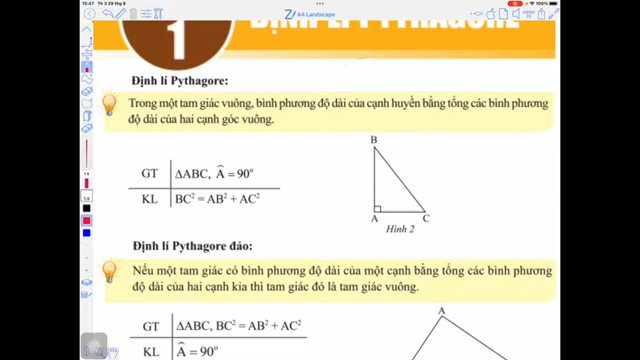 15:47 Th 3 29 thg 8
100%
A4 Landscape
1
ĐỊNH LÍ PYTHAGORE
Định lí Pythagore:
Trong một tam giác vuông, bình phương độ dài của cạnh huyền bằng tổng các bình phương
độ dài của hai cạnh góc vuông.
GT ΔABC, Â = 90°
KL BC² = AB² + AC²
B
A C
Hình 2
Định lí Pythagore đảo:
Nếu một tam giác có bình phương độ dài của một cạnh bằng tổng các bình phương
độ dài của hai cạnh kia thì tam giác đó là tam giác vuông.
A
GT ΔABC, BC² = AB² + AC²
KL Â = 90°